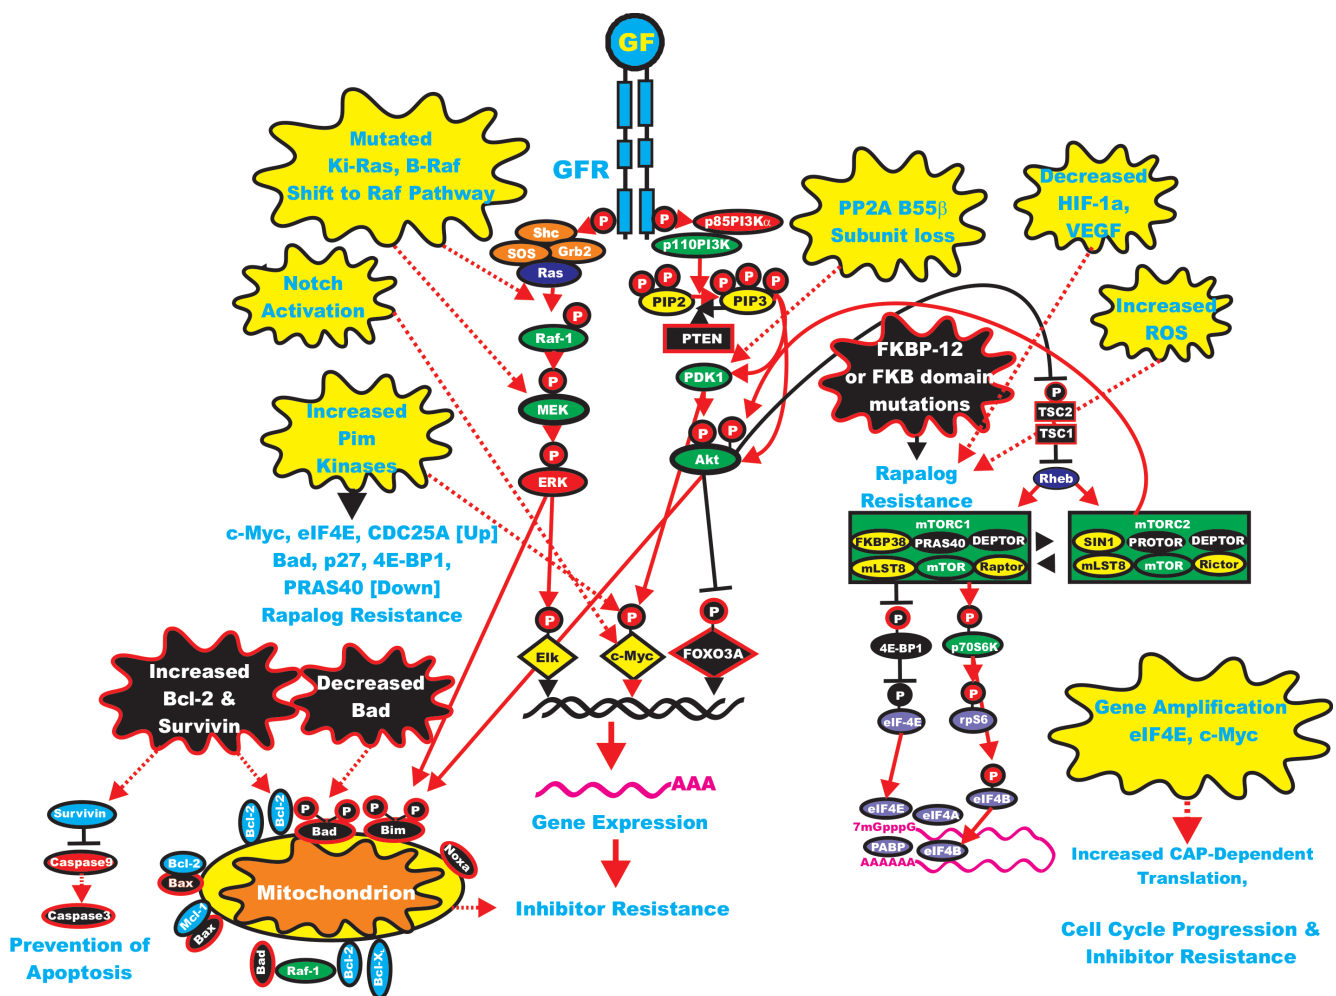 GF
GFR
Mutated
Ki-Ras, B-Raf
Shift to Raf Pathway
Notch
Activation
Increased
Pim
Kinases
c-Myc, eIF4E, CDC25A [Up]
Bad, p27, 4E-BP1,
PRAS40 [Down]
Rapalog Resistance
P
Shc
SOS
Grb2
Ras
P
Raf-1
P
MEK
P
ERK
P
p85PI3Kα
p110PI3K
P
P
PIP2
P
P
P
PIP3
PTEN
PDK1
P
P
Akt
PP2A B55β
Subunit loss
Decreased
HIF-1a,
VEGF
Increased
ROS
FKBP-12
or FKB domain
mutations
Rapalog
Resistance
P
TSC2
TSC1
Rheb
mTORC1
FKBP38
PRAS40
DEPTOR
mLST8
mTOR
Raptor
mTORC2
SIN1
PROTOR
DEPTOR
mLST8
mTOR
Rictor
P
Elk
P
c-Myc
P
FOXO3A
P
4E-BP1
P
eIF-4E
P
p70S6K
P
rpS6
P
eIF4B
eIF4E
eIF4A
7mGpppG
PABP
eIF4B
AAAAAA
AAA
Gene Expression
Inhibitor Resistance
Increased
Bcl-2 &
Survivin
Decreased
Bad
Survivin
Caspase9
Caspase3
Prevention of
Apoptosis
Bcl-2
Bcl-2
P
P
Bad
P
P
Bim
Noxa
Bcl-2
Bax
Mcl-1
Bax
Mitochondrion
Bad
Raf-1
Bcl-2
Bcl-XL
Gene Amplification
eIF4E, c-Myc
Increased CAP-Dependent
Translation,
Cell Cycle Progression &
Inhibitor Resistance